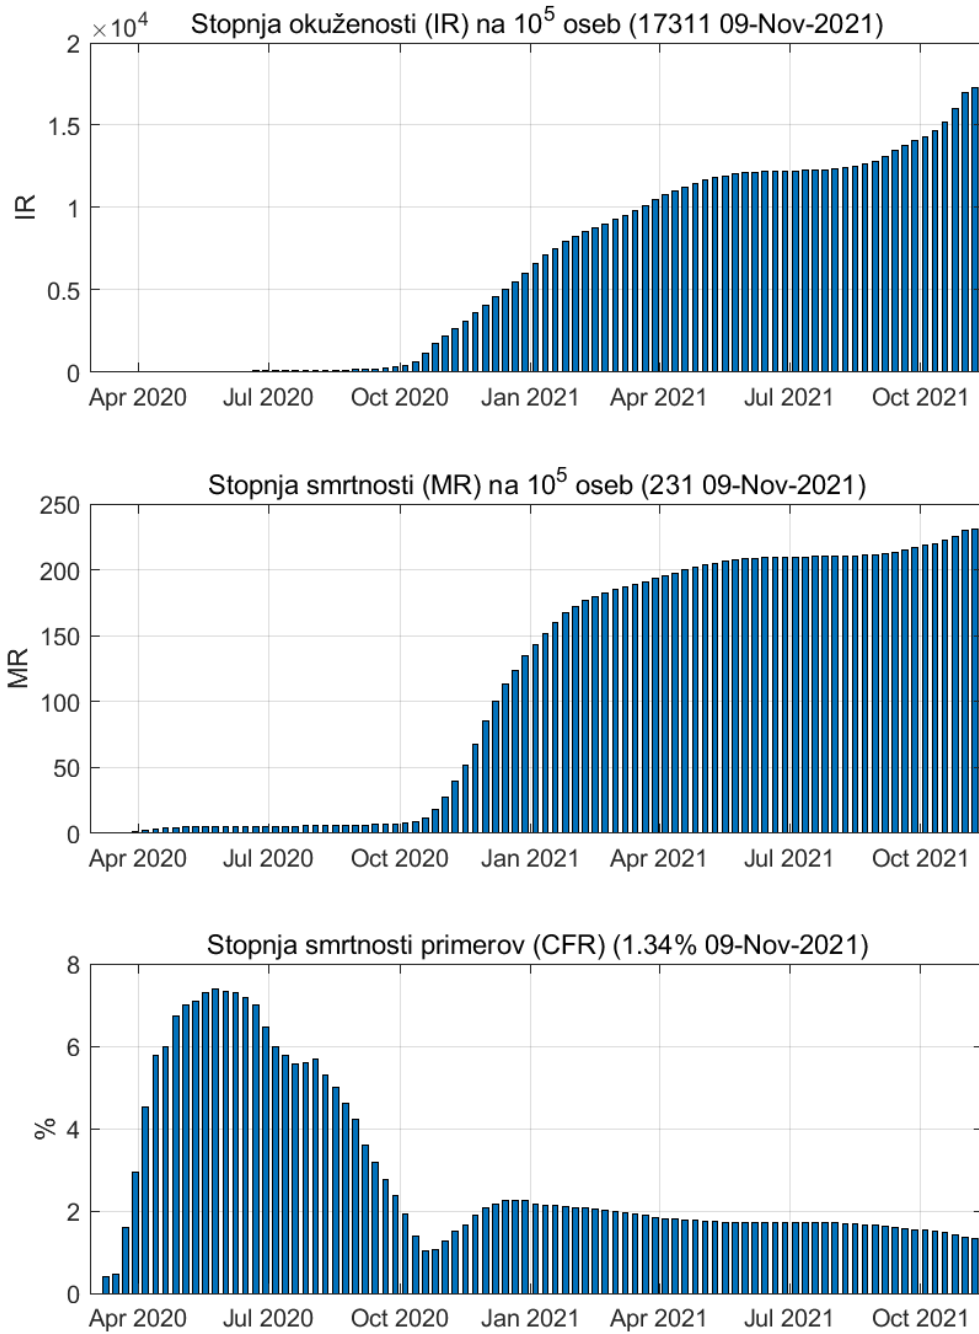 Stopnja okuženosti (IR) na 10^5 oseb (17311 09-Nov-2021)
×10^4
2
1.5
1
0.5
0
IR
Apr 2020 Jul 2020 Oct 2020 Jan 2021 Apr 2021 Jul 2021 Oct 2021
Stopnja smrtnosti (MR) na 10^5 oseb (231 09-Nov-2021)
250
200
150
100
50
0
MR
Apr 2020 Jul 2020 Oct 2020 Jan 2021 Apr 2021 Jul 2021 Oct 2021
Stopnja smrtnosti primerov (CFR) (1.34% 09-Nov-2021)
8
6
4
2
0
%
Apr 2020 Jul 2020 Oct 2020 Jan 2021 Apr 2021 Jul 2021 Oct 2021